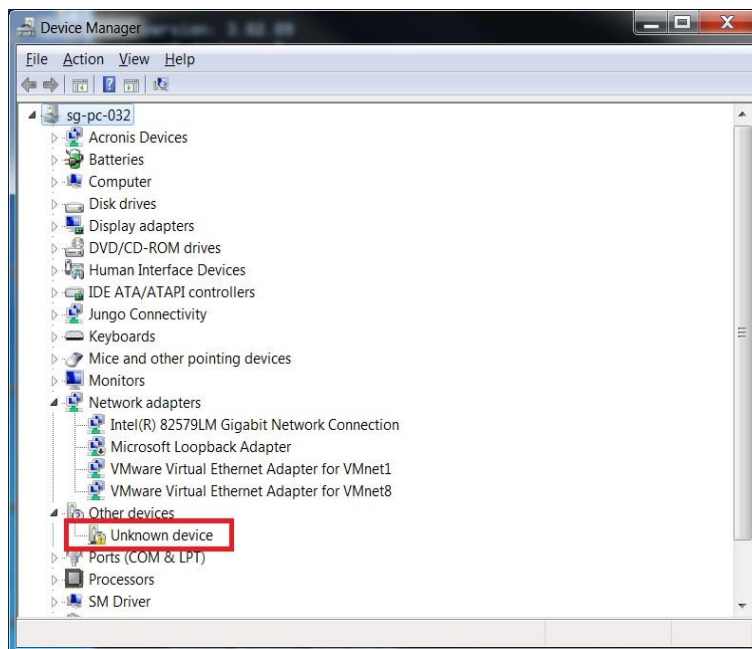 Device Manager
File Action View Help
sg-pc-032
Acronis Devices
Batteries
Computer
Disk drives
Display adapters
DVD/CD-ROM drives
Human Interface Devices
IDE ATA/ATAPI controllers
Jungo Connectivity
Keyboards
Mice and other pointing devices
Monitors
Network adapters
Intel(R) 82579LM Gigabit Network Connection
Microsoft Loopback Adapter
VMware Virtual Ethernet Adapter for VMnet1
VMware Virtual Ethernet Adapter for VMnet8
Other devices
Unknown device
Ports (COM & LPT)
Processors
SM Driver